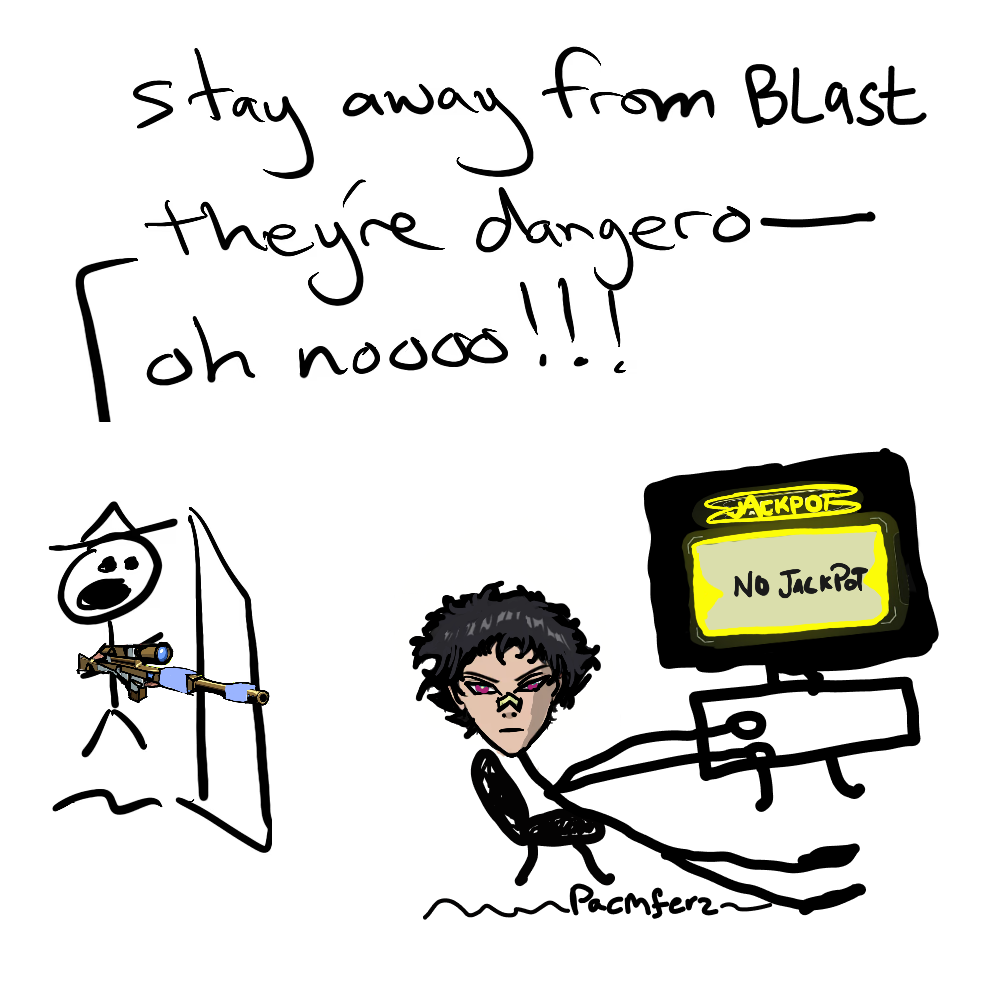 stay away from BLast
they're dangero—
oh noooo!!!
JACKPOT
NO JACKPOT
Pacmferz